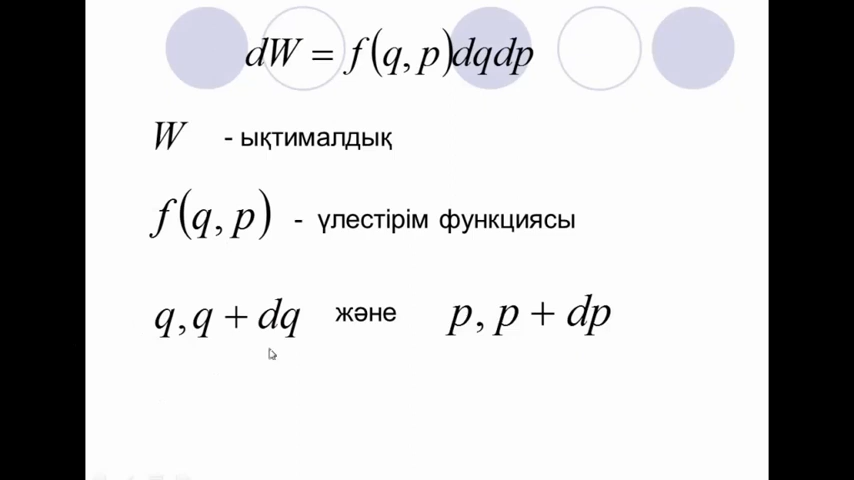 dW = f(q, p)dqdp
W - ықтималдық
f(q, p) - үлестірім функциясы
q, q + dq және p, p + dp